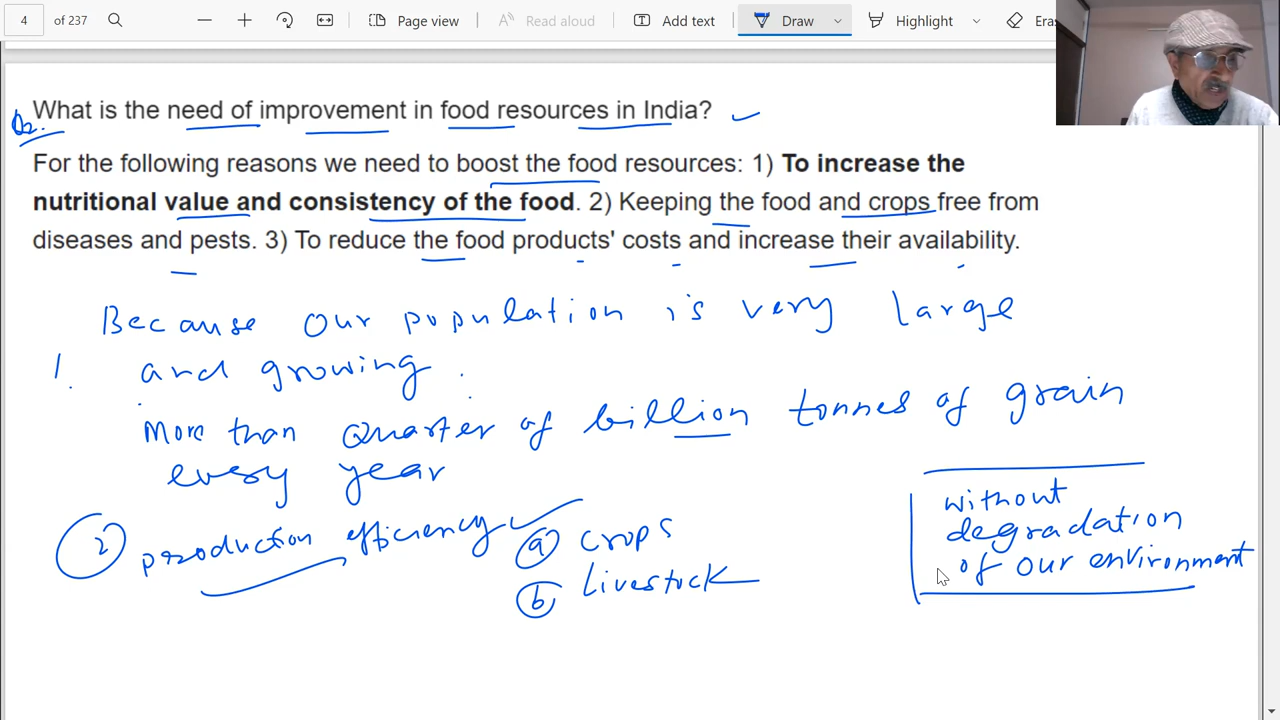 4 of 237 Page view Read aloud Add text Draw Highlight
What is the need of improvement in food resources in India?
Q2.
For the following reasons we need to boost the food resources: 1) To increase the
nutritional value and consistency of the food. 2) Keeping the food and crops free from
diseases and pests. 3) To reduce the food products' costs and increase their availability.
Because our population is very large
1. and growing.
More than Quarter of billion tonnes of grain
every year
without
degradation
of our environment
2 production efficiency a crops
b livestock